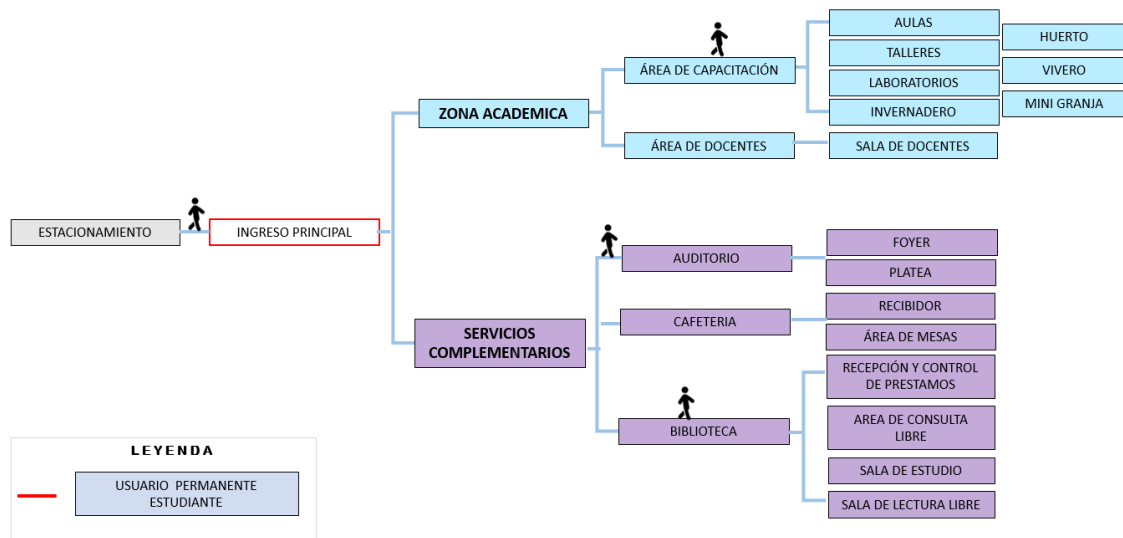 AULAS
HUERTO
TALLERES
ÁREA DE CAPACITACIÓN
VIVERO
LABORATORIOS
MINI GRANJA
INVERNADERO
ZONA ACADEMICA
ÁREA DE DOCENTES
SALA DE DOCENTES
ESTACIONAMIENTO
INGRESO PRINCIPAL
FOYER
AUDITORIO
PLATEA
RECIBIDOR
CAFETERIA
ÁREA DE MESAS
SERVICIOS
COMPLEMENTARIOS
RECEPCIÓN Y CONTROL
DE PRESTAMOS
AREA DE CONSULTA
LIBRE
BIBLIOTECA
SALA DE ESTUDIO
SALA DE LECTURA LIBRE
LEYENDA
USUARIO PERMANENTE
ESTUDIANTE